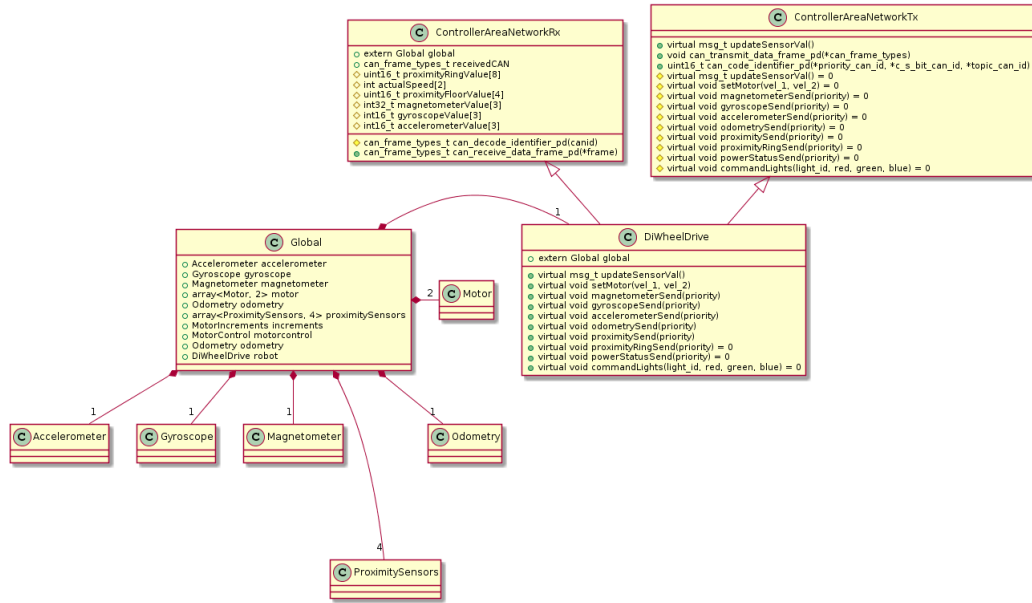 C ControllerAreaNetworkRx
extern Global global
can_frame_types_t receivedCAN
uint16_t proximityRingValue[8]
int actualSpeed[2]
uint16_t proximityFloorValue[4]
int32_t magnetometerValue[3]
int16_t gyroscopeValue[3]
int16_t accelerometerValue[3]
can_frame_types_t can_decode_identifier_pd(canid)
can_frame_types_t can_receive_data_frame_pd(*frame)
C ControllerAreaNetworkTx
virtual msg_t updateSensorVal()
void can_transmit_data_frame_pd(*can_frame_types)
uint16_t can_code_identifier_pd(*priority_can_id, *c_s_bit_can_id, *topic_can_id)
virtual msg_t updateSensorVal() = 0
virtual void setMotor(vel_1, vel_2) = 0
virtual void magnetometerSend(priority) = 0
virtual void gyroscopeSend(priority) = 0
virtual void accelerometerSend(priority) = 0
virtual void odometrySend(priority) = 0
virtual void proximitySend(priority) = 0
virtual void proximityRingSend(priority) = 0
virtual void powerStatusSend(priority) = 0
virtual void commandLights(light_id, red, green, blue) = 0
1
C Global
Accelerometer accelerometer
Gyroscope gyroscope
Magnetometer magnetometer
array<Motor, 2> motor
Odometry odometry
array<ProximitySensors, 4> proximitySensors
MotorIncrements increments
MotorControl motorcontrol
Odometry odometry
DiWheelDrive robot
2
C Motor
C DiWheelDrive
extern Global global
virtual msg_t updateSensorVal()
virtual void setMotor(vel_1, vel_2)
virtual void magnetometerSend(priority)
virtual void gyroscopeSend(priority)
virtual void accelerometerSend(priority)
virtual void odometrySend(priority)
virtual void proximitySend(priority)
virtual void proximityRingSend(priority) = 0
virtual void powerStatusSend(priority) = 0
virtual void commandLights(light_id, red, green, blue) = 0
1 1 1 1
C Accelerometer
C Gyroscope
C Magnetometer
C Odometry
4
C ProximitySensors